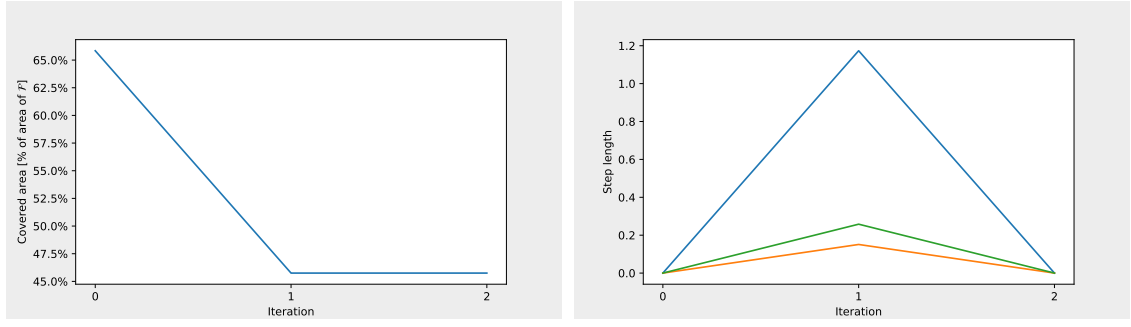 Covered area [% of area of 𝓕]
65.0%
62.5%
60.0%
57.5%
55.0%
52.5%
50.0%
47.5%
45.0%
0 1 2
Iteration
Step length
1.2
1.0
0.8
0.6
0.4
0.2
0.0
0 1 2
Iteration